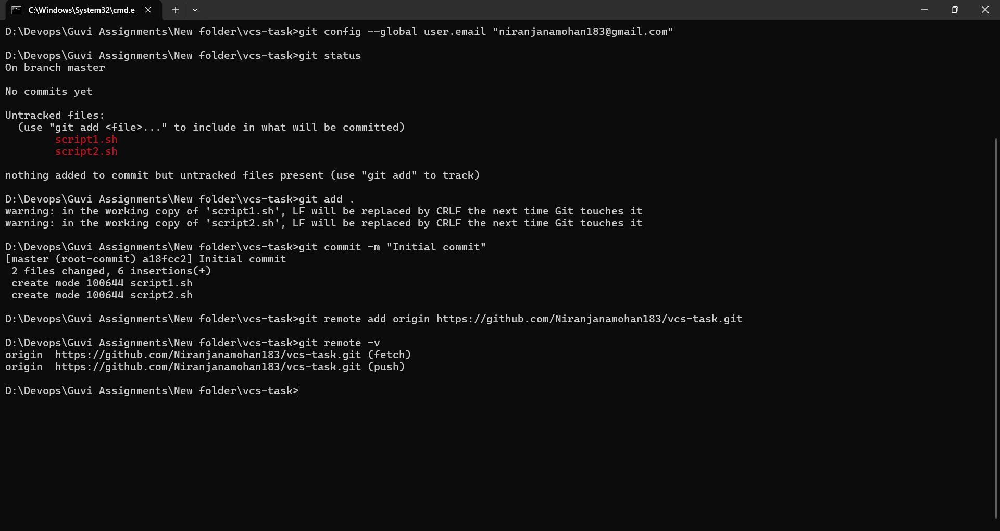 C:\Windows\System32\cmd.e
D:\Devops\Guvi Assignments\New folder\vcs-task>git config --global user.email "niranjanamohan183@gmail.com"
D:\Devops\Guvi Assignments\New folder\vcs-task>git status
On branch master
No commits yet
Untracked files:
  (use "git add <file>..." to include in what will be committed)
        script1.sh
        script2.sh
nothing added to commit but untracked files present (use "git add" to track)
D:\Devops\Guvi Assignments\New folder\vcs-task>git add .
warning: in the working copy of 'script1.sh', LF will be replaced by CRLF the next time Git touches it
warning: in the working copy of 'script2.sh', LF will be replaced by CRLF the next time Git touches it
D:\Devops\Guvi Assignments\New folder\vcs-task>git commit -m "Initial commit"
[master (root-commit) a18fcc2] Initial commit
 2 files changed, 6 insertions(+)
 create mode 100644 script1.sh
 create mode 100644 script2.sh
D:\Devops\Guvi Assignments\New folder\vcs-task>git remote add origin https://github.com/Niranjanamohan183/vcs-task.git
D:\Devops\Guvi Assignments\New folder\vcs-task>git remote -v
origin  https://github.com/Niranjanamohan183/vcs-task.git (fetch)
origin  https://github.com/Niranjanamohan183/vcs-task.git (push)
D:\Devops\Guvi Assignments\New folder\vcs-task>